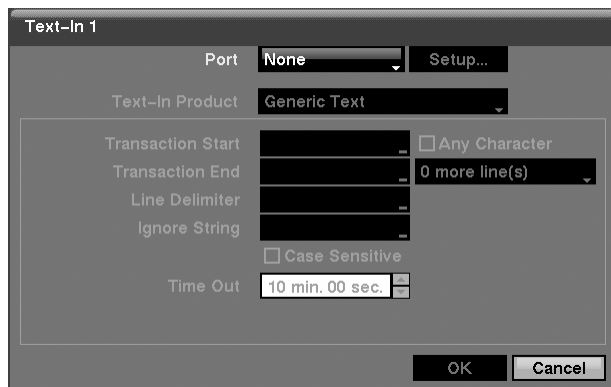 Text-In 1
Port None Setup...
Text-In Product Generic Text
Transaction Start Any Character
Transaction End 0 more line(s)
Line Delimiter
Ignore String
Case Sensitive
Time Out 10 min. 00 sec.
OK Cancel